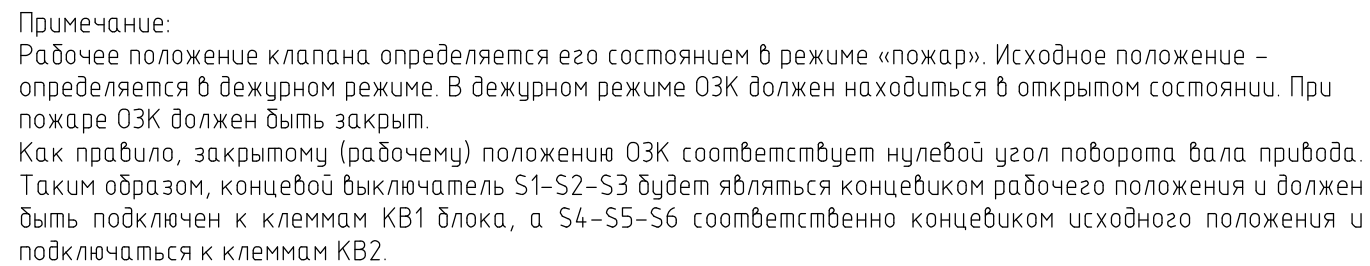 Примечание:
Рабочее положение клапана определяется его состоянием в режиме «пожар». Исходное положение –
определяется в дежурном режиме. В дежурном режиме ОЗК должен находиться в открытом состоянии. При
пожаре ОЗК должен быть закрыт.
Как правило, закрытому (рабочему) положению ОЗК соответствует нулевой угол поворота вала привода.
Таким образом, концевой выключатель S1–S2–S3 будет являться концевиком рабочего положения и должен
быть подключен к клеммам КВ1 блока, а S4–S5–S6 соответственно концевиком исходного положения и
подключаться к клеммам КВ2.